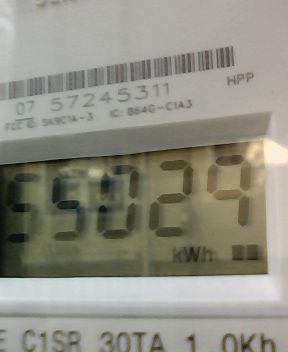 07 57245311
HPP
FCC ID: SK9C1A-3 IC: 864G-C1A3
55029
kWh
C1SR 30TA 1.0Kh